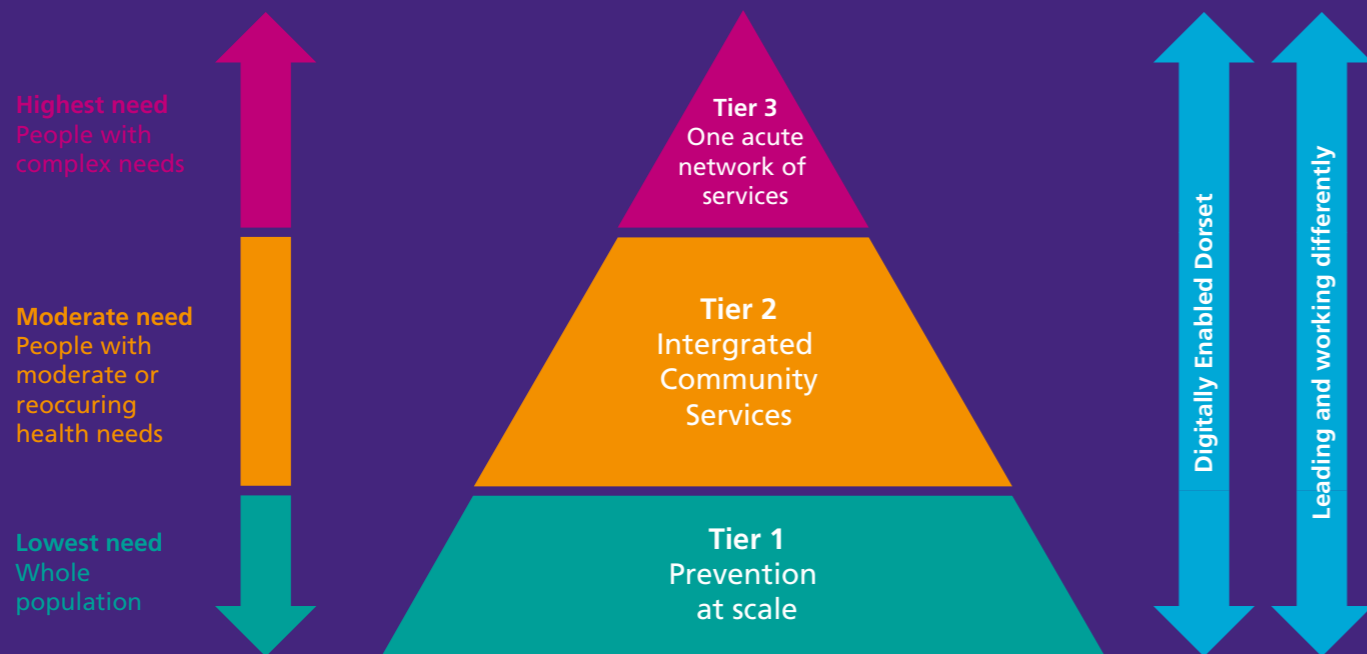 Highest need
People with
complex needs
Tier 3
One acute
network of
services
Moderate need
People with
moderate or
reoccuring
health needs
Tier 2
Intergrated
Community
Services
Lowest need
Whole
population
Tier 1
Prevention
at scale
Digitally Enabled Dorset
Leading and working differently